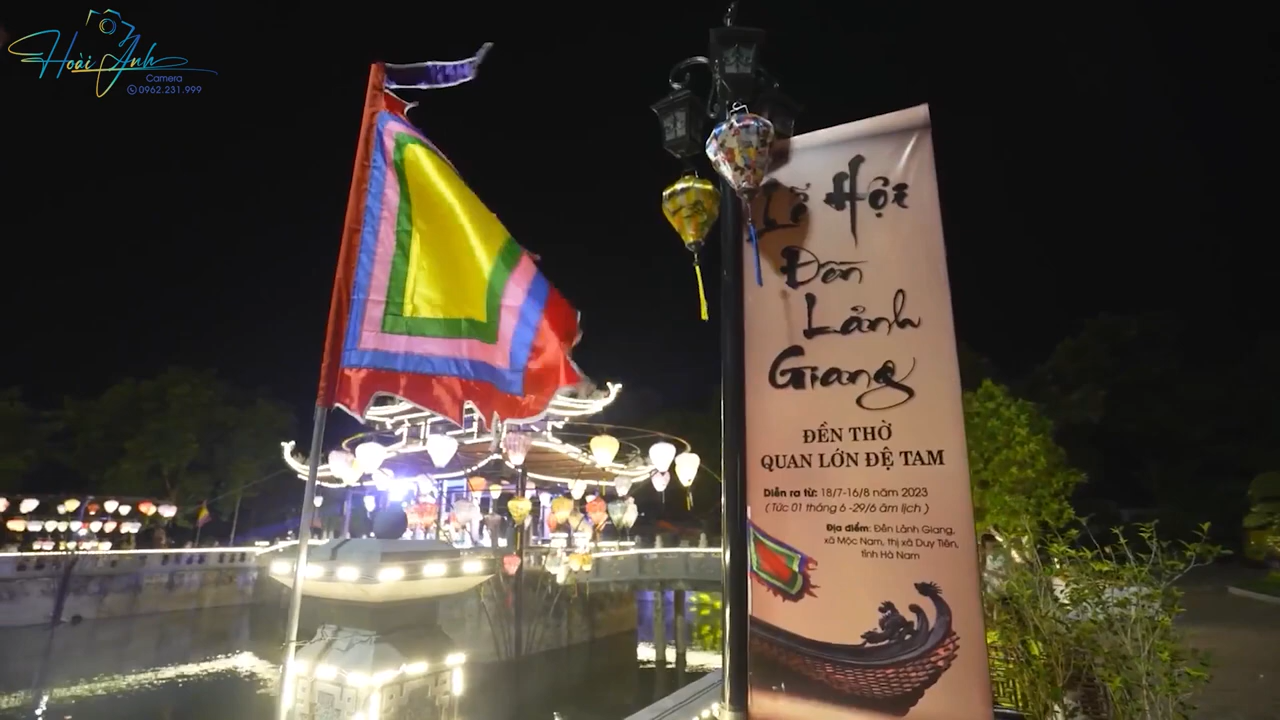 Hoài Anh
Camera
0962.231.999
Lễ Hội
Đền
Lảnh
Giang
ĐỀN THỜ
QUAN LỚN ĐỆ TAM
Diễn ra từ: 18/7-16/8 năm 2023
( Tức 01 tháng 6 -29/6 âm lịch )
Địa điểm: Đền Lảnh Giang,
xã Mộc Nam, thị xã Duy Tiên,
tỉnh Hà Nam